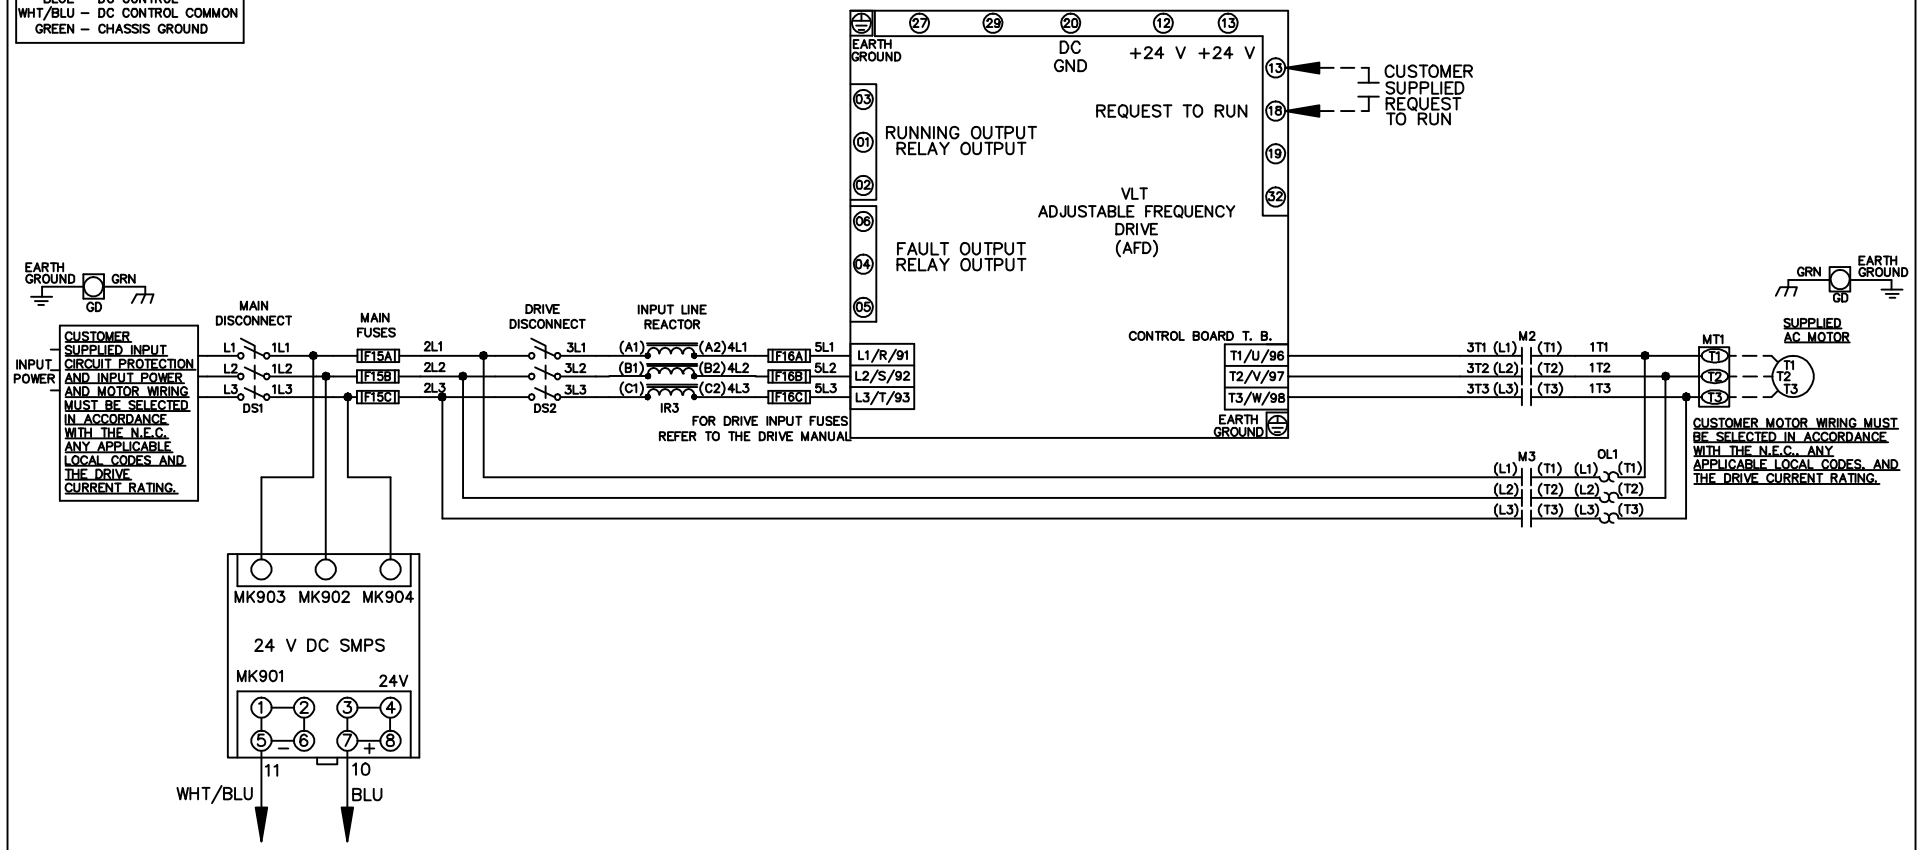 WHT/BLU – DC CONTROL COMMON
GREEN – CHASSIS GROUND
27
29
20
12
13
EARTH
GROUND
DC
GND
+24 V
+24 V
13
CUSTOMER
SUPPLIED
REQUEST
TO RUN
03
REQUEST TO RUN
18
01
RUNNING OUTPUT
RELAY OUTPUT
19
02
32
VLT
ADJUSTABLE FREQUENCY
DRIVE
(AFD)
06
FAULT OUTPUT
RELAY OUTPUT
04
05
EARTH
GROUND
GRN
GD
GRN
EARTH
GROUND
GD
MAIN
DISCONNECT
MAIN
FUSES
DRIVE
DISCONNECT
INPUT LINE
REACTOR
CONTROL BOARD T. B.
SUPPLIED
AC MOTOR
INPUT
POWER
CUSTOMER
SUPPLIED INPUT
CIRCUIT PROTECTION
AND INPUT POWER
AND MOTOR WIRING
MUST BE SELECTED
IN ACCORDANCE
WITH THE N.E.C.
ANY APPLICABLE
LOCAL CODES AND
THE DRIVE
CURRENT RATING.
L1 1L1 F15A 2L1 3L1 (A1) (A2) 4L1 F16A 5L1 L1/R/91
L2 1L2 F15B 2L2 3L2 (B1) (B2) 4L2 F16B 5L2 L2/S/92
L3 1L3 F15C 2L3 3L3 (C1) (C2) 4L3 F16C 5L3 L3/T/93
DS1
DS2
IR3
M2
MT1
T1/U/96 3T1 (L1) (T1) 1T1 T1 T1
T2/V/97 3T2 (L2) (T2) 1T2 T2 T2
T3/W/98 3T3 (L3) (T3) 1T3 T3 T3
EARTH
GROUND
FOR DRIVE INPUT FUSES
REFER TO THE DRIVE MANUAL
CUSTOMER MOTOR WIRING MUST
BE SELECTED IN ACCORDANCE
WITH THE N.E.C., ANY
APPLICABLE LOCAL CODES, AND
THE DRIVE CURRENT RATING.
M3
OL1
(L1) (T1) (L1) (T1)
(L2) (T2) (L2) (T2)
(L3) (T3) (L3) (T3)
MK903 MK902 MK904
24 V DC SMPS
MK901
24V
1 2 3 4
5 – 6 7 + 8
11
10
WHT/BLU
BLU